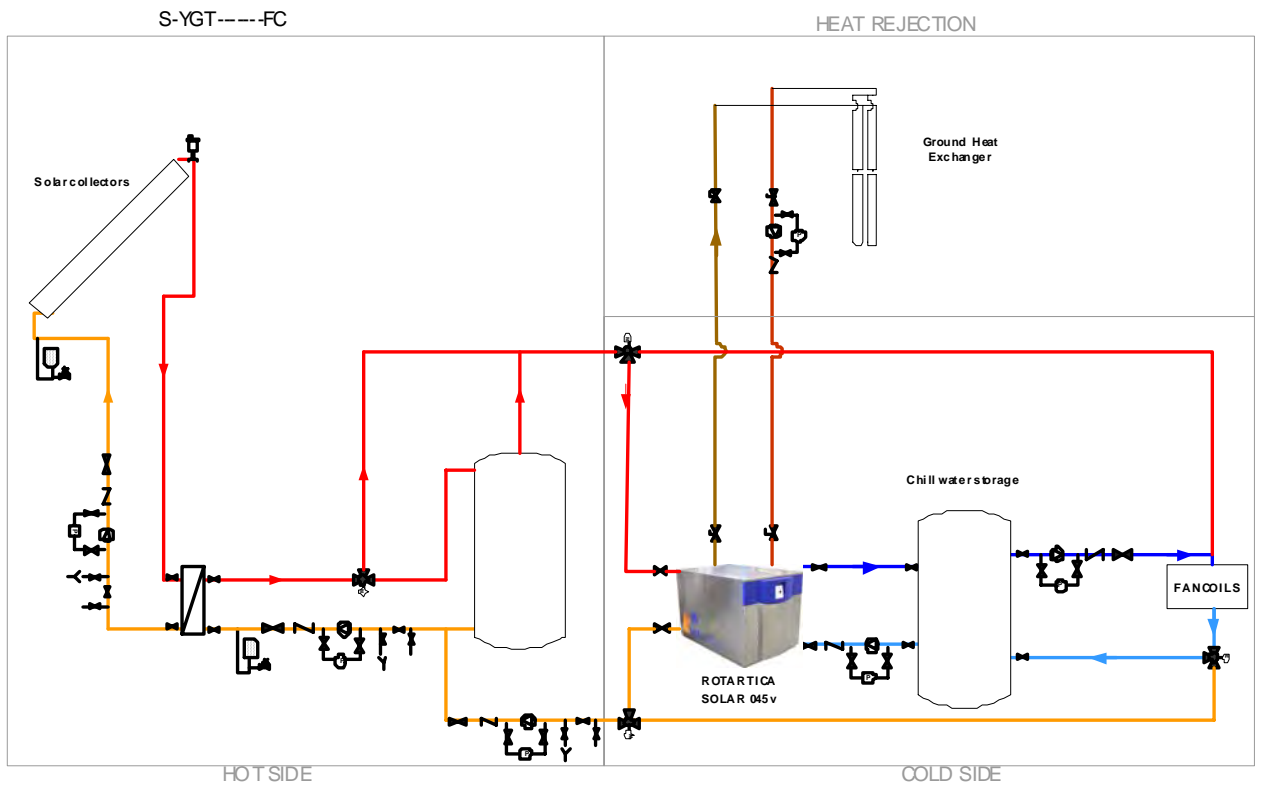 S-YGT------FC
HEAT REJECTION
Solar collectors
Ground Heat
Exchanger
Chill water storage
FANCOILS
ROTARTICA
SOLAR 045v
HOT SIDE
COLD SIDE